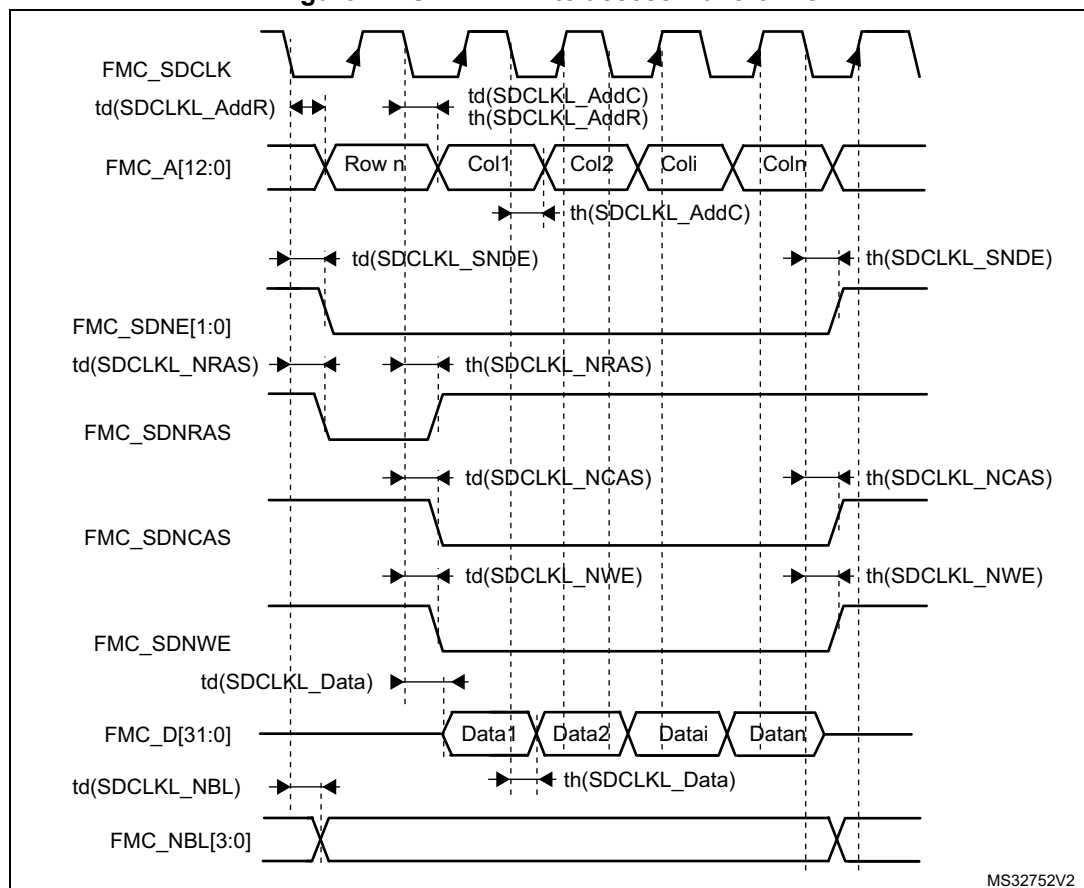 FMC_SDCLK
td(SDCLKL_AddR)
td(SDCLKL_AddC)
th(SDCLKL_AddR)
FMC_A[12:0]
Row n
Col1
Col2
Coli
Coln
th(SDCLKL_AddC)
td(SDCLKL_SNDE)
th(SDCLKL_SNDE)
FMC_SDNE[1:0]
td(SDCLKL_NRAS)
th(SDCLKL_NRAS)
FMC_SDNRAS
td(SDCLKL_NCAS)
th(SDCLKL_NCAS)
FMC_SDNCAS
td(SDCLKL_NWE)
th(SDCLKL_NWE)
FMC_SDNWE
td(SDCLKL_Data)
FMC_D[31:0]
Data1
Data2
Datai
Datan
th(SDCLKL_Data)
td(SDCLKL_NBL)
FMC_NBL[3:0]
MS32752V2